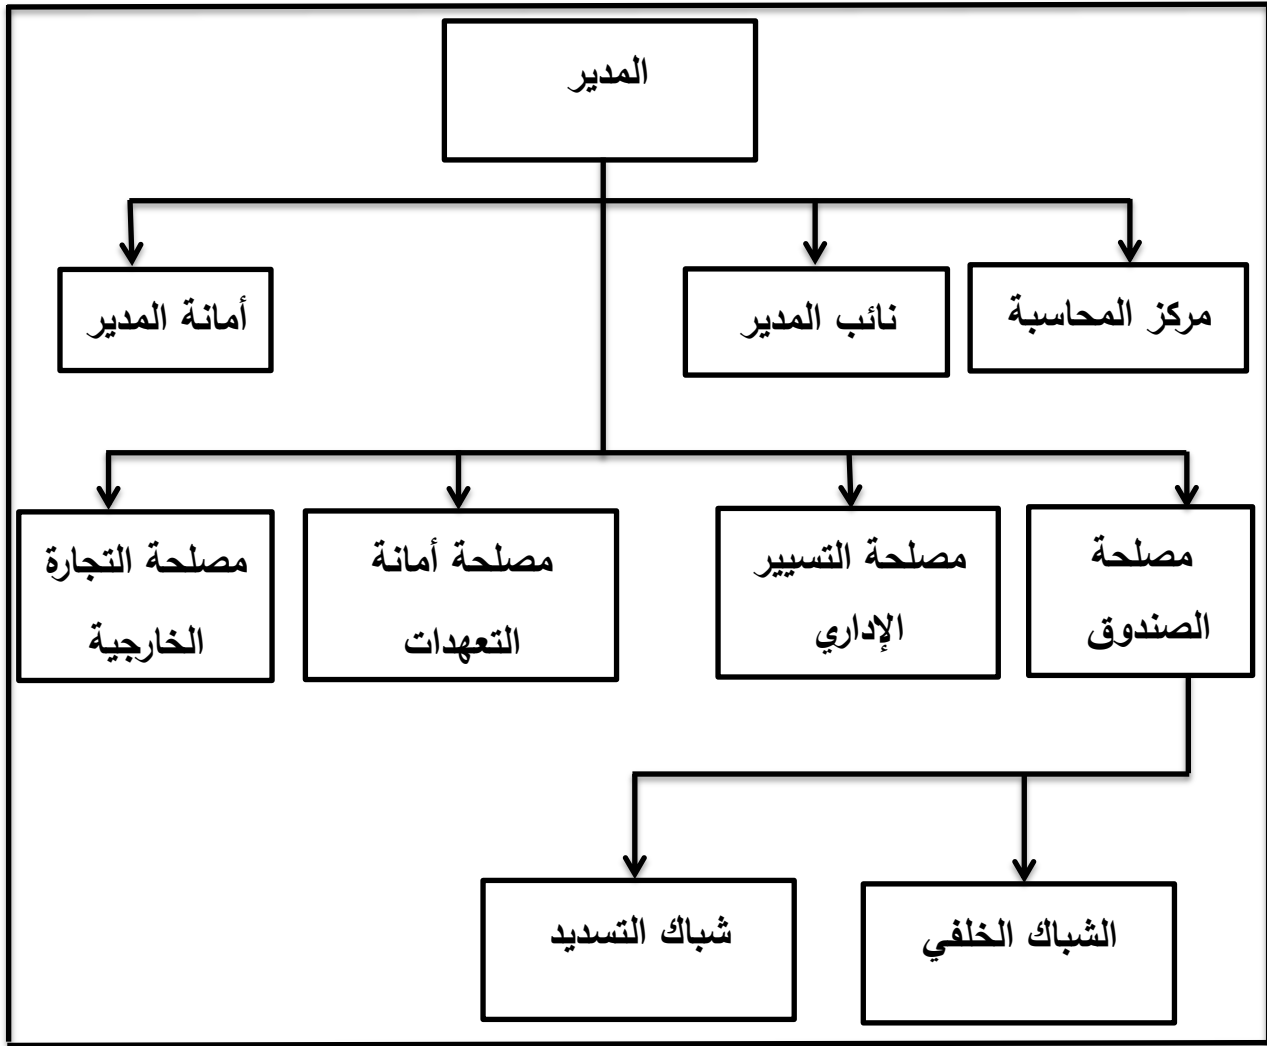 المدير
مركز المحاسبة
نائب المدير
أمانة المدير
مصلحة
الصندوق
مصلحة التسيير
الإداري
مصلحة أمانة
التعهدات
مصلحة التجارة
الخارجية
الشباك الخلفي
شباك التسديد